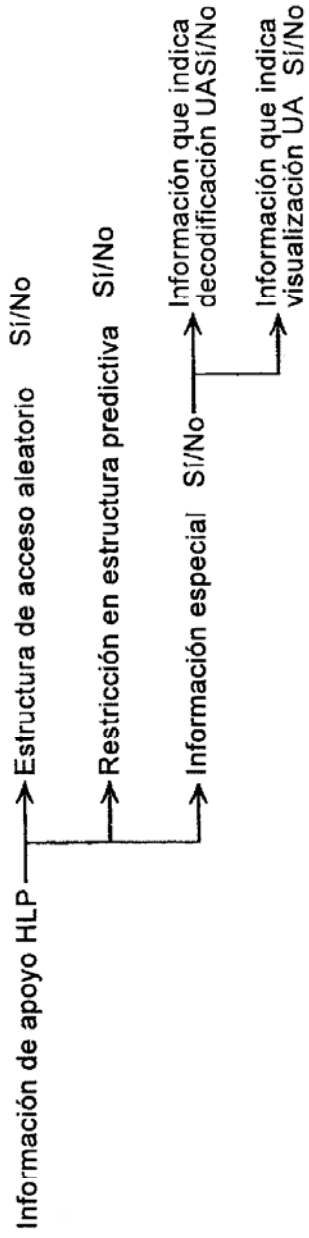 Información de apoyo HLP
Estructura de acceso aleatorio Sí/No
Restricción en estructura predictiva Sí/No
Información especial Sí/No
Información que indica
decodificación UASí/No
Información que indica
visualización UA Sí/No